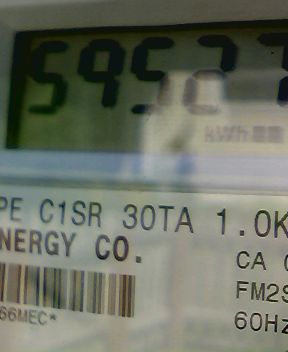 59527
kWh
PE C1SR 30TA 1.0K
NERGY CO.
CA
FM2S
66MEC*
60Hz